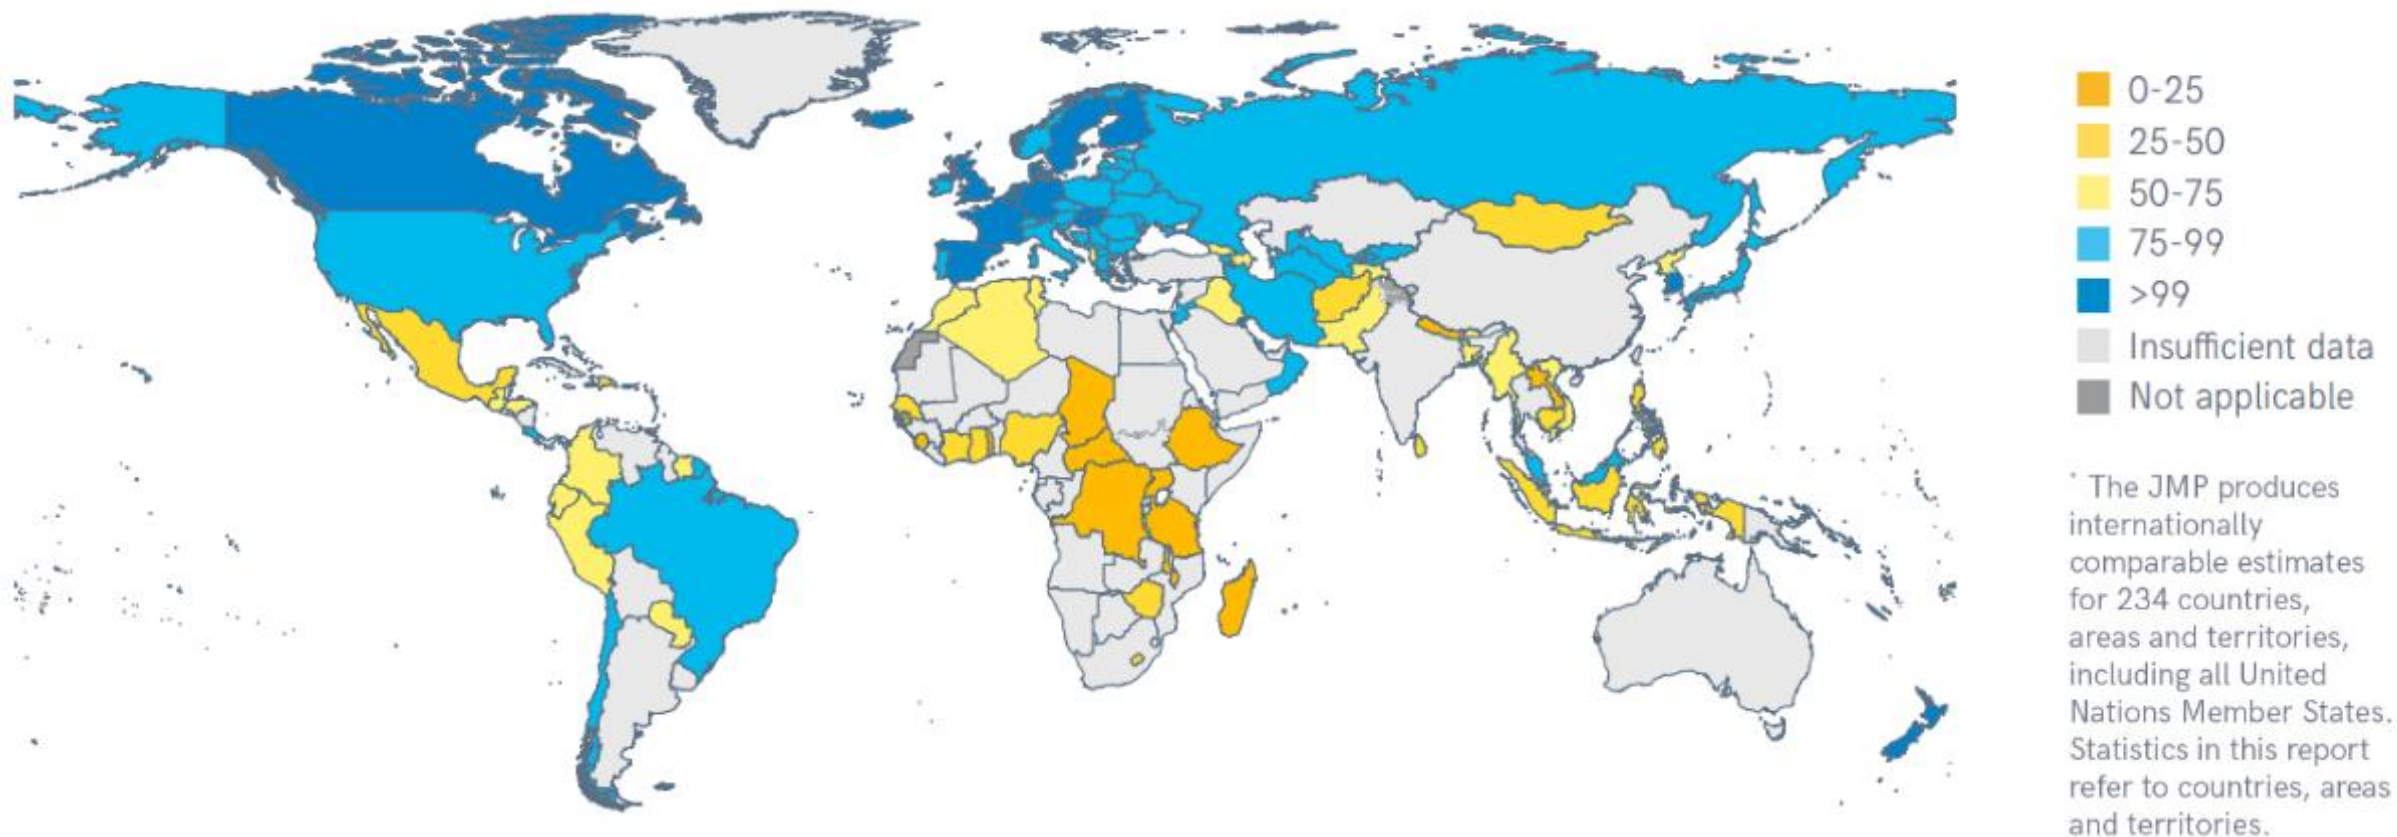 0-25
25-50
50-75
75-99
>99
Insufficient data
Not applicable
* The JMP produces
internationally
comparable estimates
for 234 countries,
areas and territories,
including all United
Nations Member States.
Statistics in this report
refer to countries, areas
and territories.